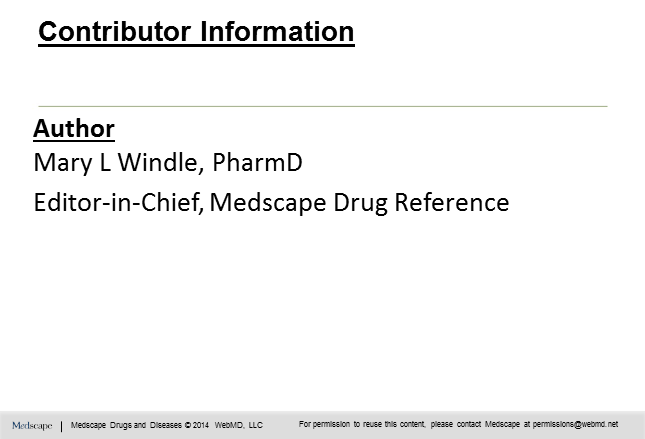 Contributor Information
Author
Mary L Windle, PharmD
Editor-in-Chief, Medscape Drug Reference
Medscape | Medscape Drugs and Diseases © 2014 WebMD, LLC For permission to reuse this content, please contact Medscape at permissions@webmd.net